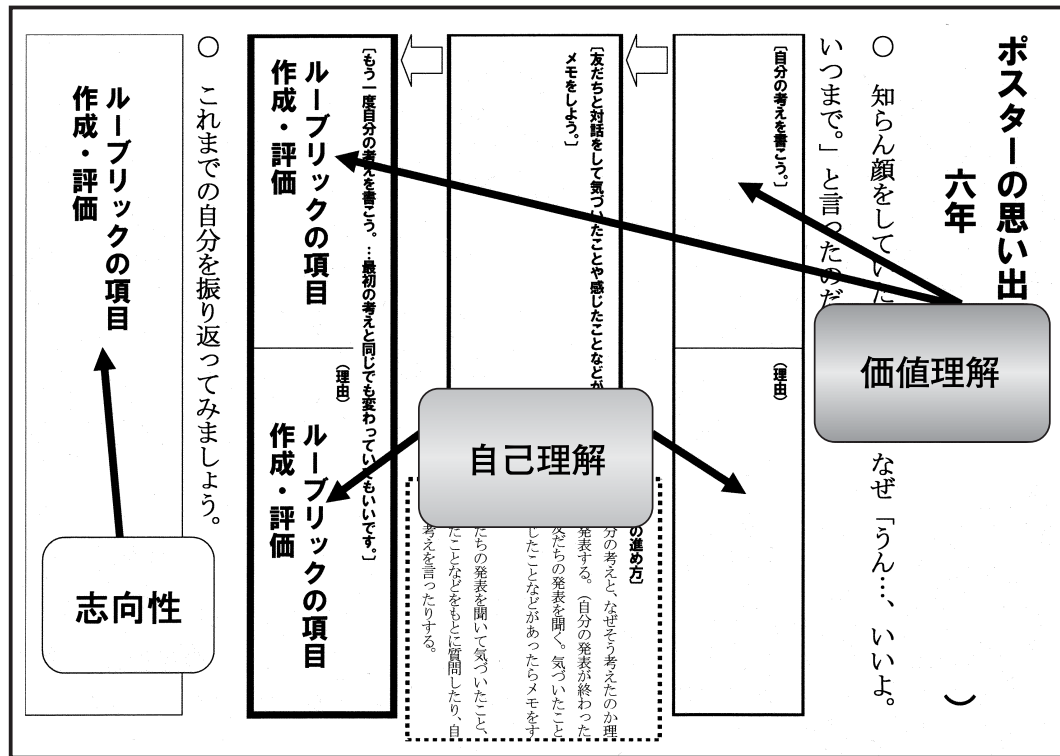 ポスターの思い出
六年
）
○　知らん顔をしていた
なぜ「うん…、いいよ。
いつまで。」と言ったのだ
価値理解
［自分の考えを書こう。］
（理由）
［友だちと対話をして気づいたことや感じたことなどが
メモをしよう。］
自己理解
の進め方］
分の考えと、なぜそう考えたのか理
発表する。（自分の発表が終わった
友だちの発表を聞く。気づいたこと
じたことなどがあったらメモをす
たちの発表を聞いて気づいたこと、
たことなどをもとに質問したり、自
考えを言ったりする。
［もう一度自分の考えを書こう。…最初の考えと同じでも変わっていてもいいです。］
ルーブリックの項目
作成・評価
（理由）
ルーブリックの項目
作成・評価
○　これまでの自分を振り返ってみましょう。
ルーブリックの項目
作成・評価
志向性